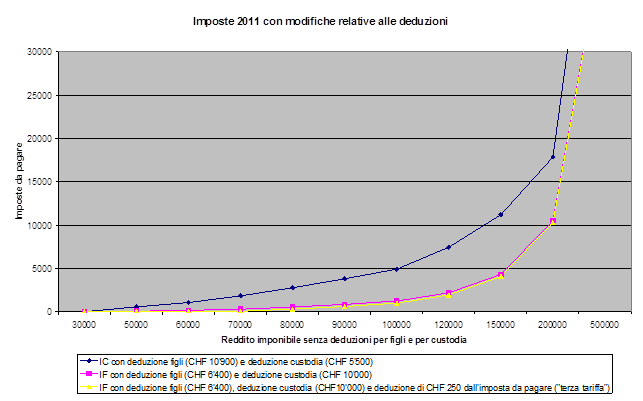 Imposte 2011 con modifiche relative alle deduzioni
30000
25000
20000
15000
10000
5000
0
Imposte da pagare
30000 50000 60000 70000 80000 90000 100000 120000 150000 200000 500000
Reddito imponibile senza deduzioni per figli e per custodia
IC con deduzione figli (CHF 10'900) e deduzione custodia (CHF 5'500)
IF con deduzione figli (CHF 6'400) e deduzione custodia (CHF 10'000)
IF con deduzione figli (CHF 6'400), deduzione custodia (CHF10'000) e deduzione di CHF 250 dall'imposta da pagare ("terza tariffa")